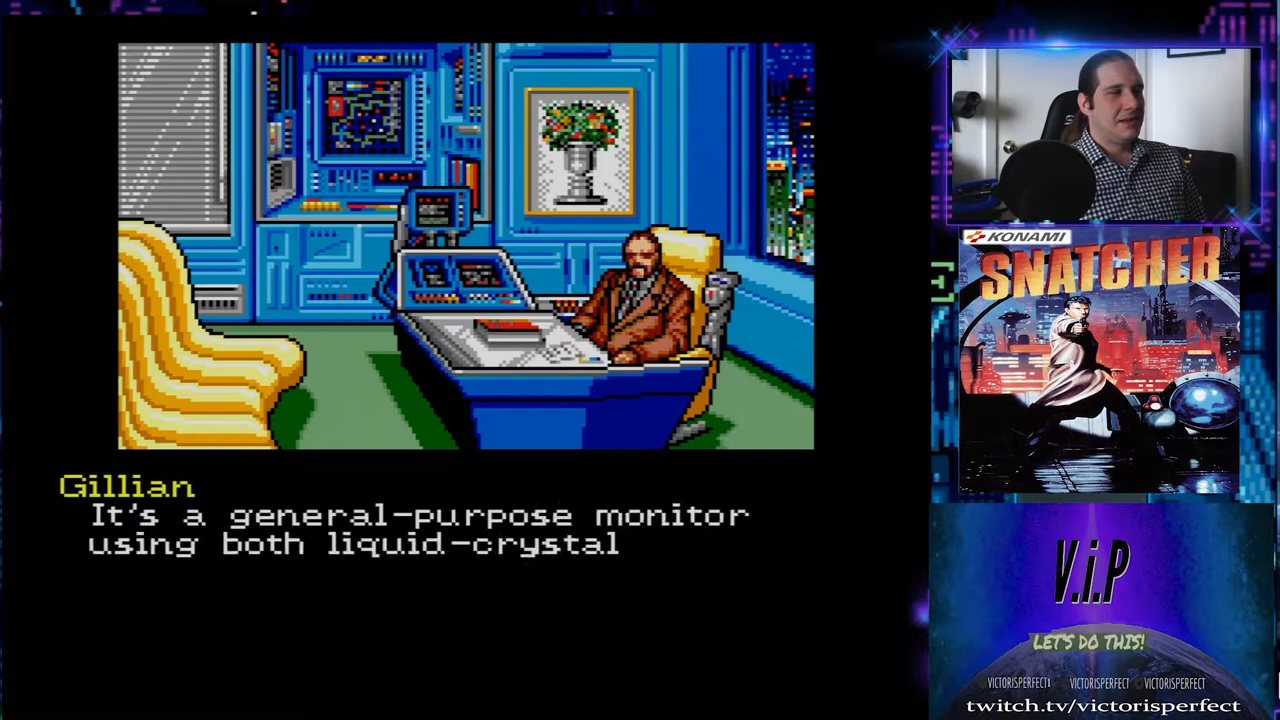 Gillian
It's a general-purpose monitor
using both liquid-crystal
KONAMI
SNATCHER
V.i.P
LET'S DO THIS!
VICTORISPERFECT1 VICTORISPERFECT VICTORISPERFECT
twitch.tv/victorisperfect